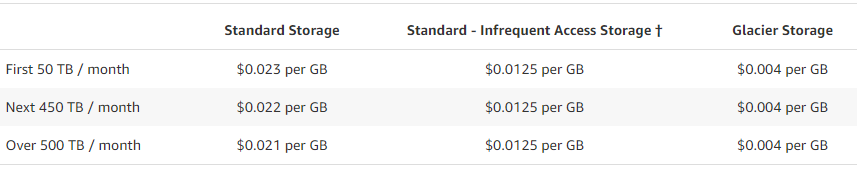 Standard Storage Standard - Infrequent Access Storage † Glacier Storage
First 50 TB / month $0.023 per GB $0.0125 per GB $0.004 per GB
Next 450 TB / month $0.022 per GB $0.0125 per GB $0.004 per GB
Over 500 TB / month $0.021 per GB $0.0125 per GB $0.004 per GB